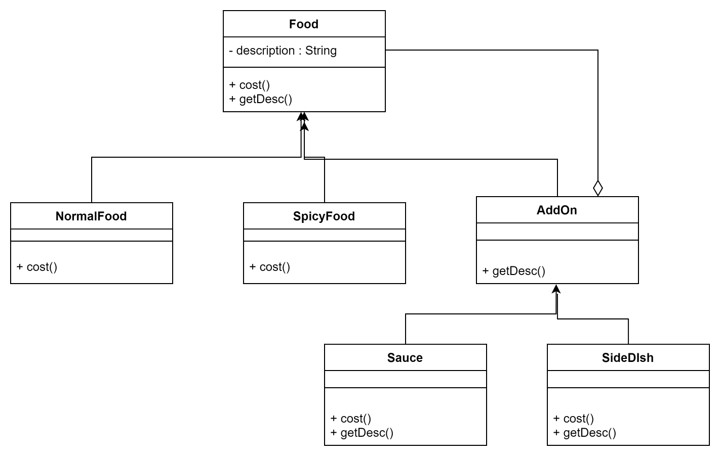 Food
- description : String
+ cost()
+ getDesc()
NormalFood
+ cost()
SpicyFood
+ cost()
AddOn
+ getDesc()
Sauce
+ cost()
+ getDesc()
SideDIsh
+ cost()
+ getDesc()